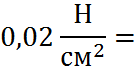 0,02 Н/см² =